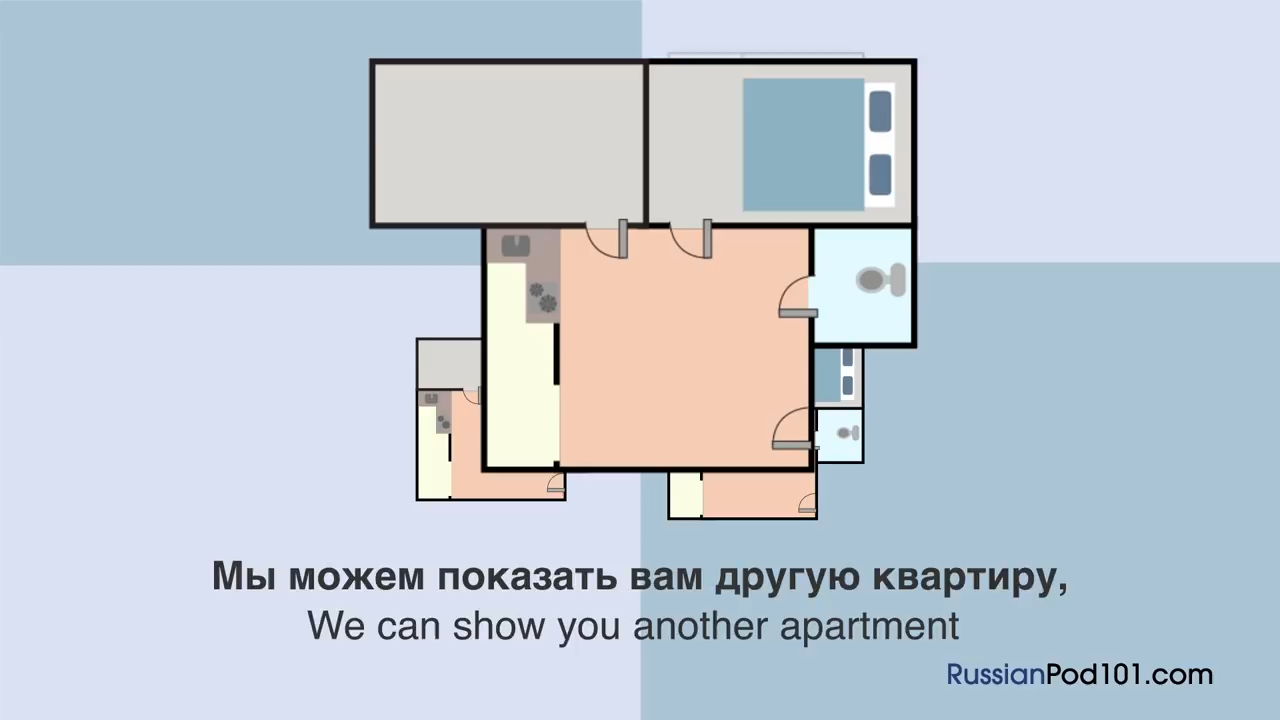 Мы можем показать вам другую квартиру,
We can show you another apartment
RussianPod101.com